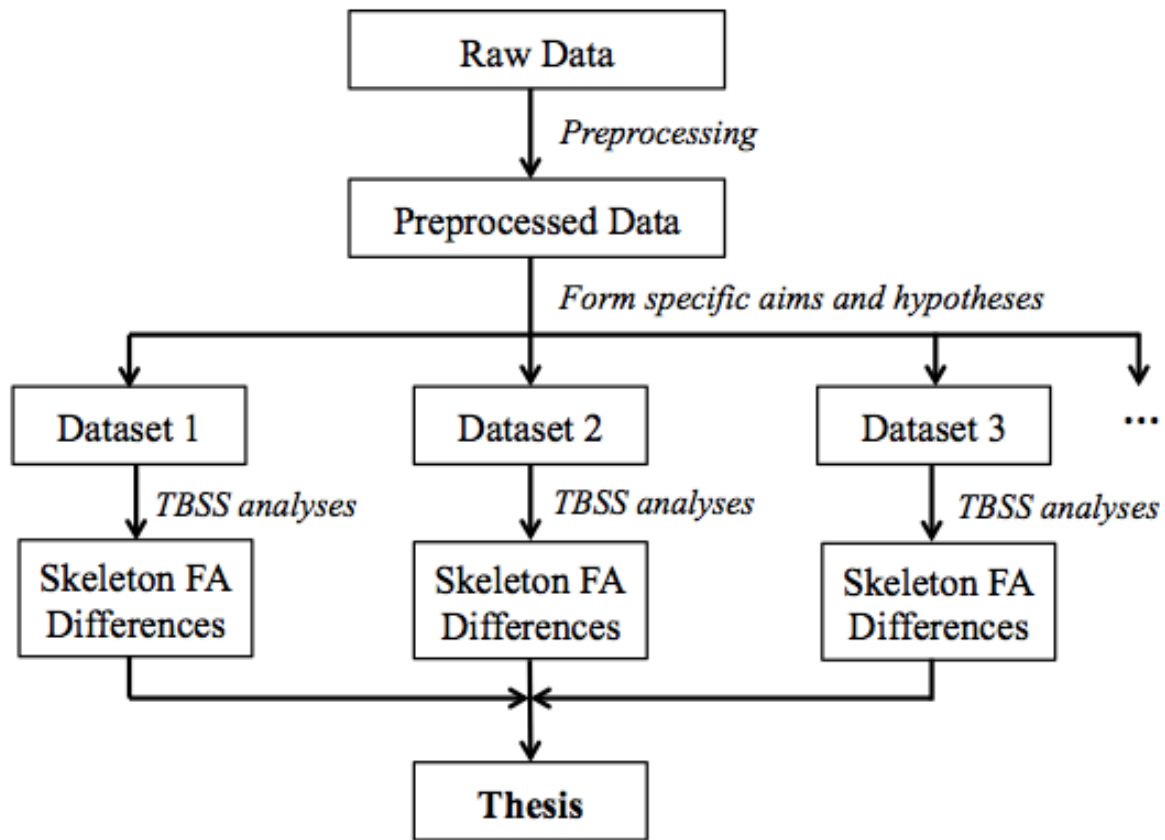 Raw Data
Preprocessing
Preprocessed Data
Form specific aims and hypotheses
Dataset 1
Dataset 2
Dataset 3
...
TBSS analyses
TBSS analyses
TBSS analyses
Skeleton FA
Differences
Skeleton FA
Differences
Skeleton FA
Differences
Thesis